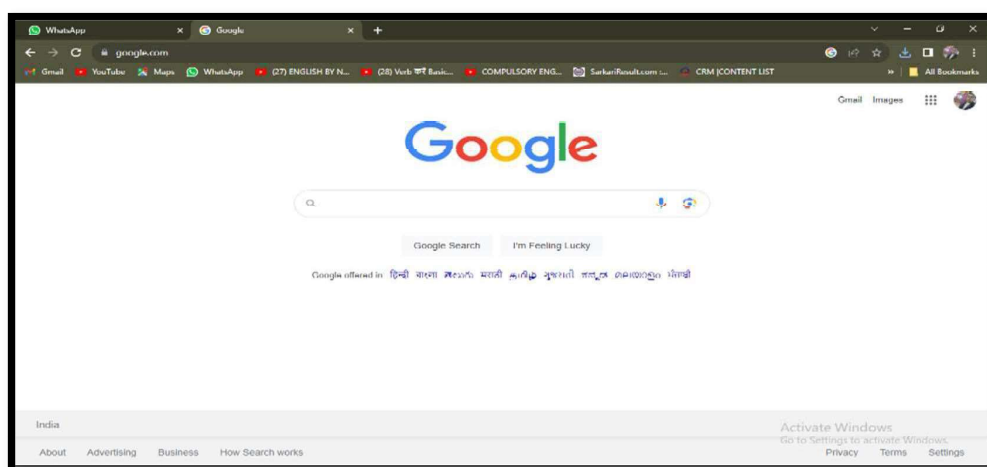 WhatsApp Google
google.com
Gmail YouTube Maps WhatsApp (27) ENGLISH BY N... (28) Verb को Basic... COMPULSORY ENG... SarkariResult.com :... CRM |CONTENT LIST » All Bookmarks
Gmail Images
Google
Google Search I'm Feeling Lucky
Google offered in: हिन्दी বাংলা తెలుగు मराठी தமிழ் ગુજરાતી ಕನ್ನಡ മലയാളം ਪੰਜਾਬੀ
India
Activate Windows
Go to Settings to activate Windows.
About Advertising Business How Search works Privacy Terms Settings